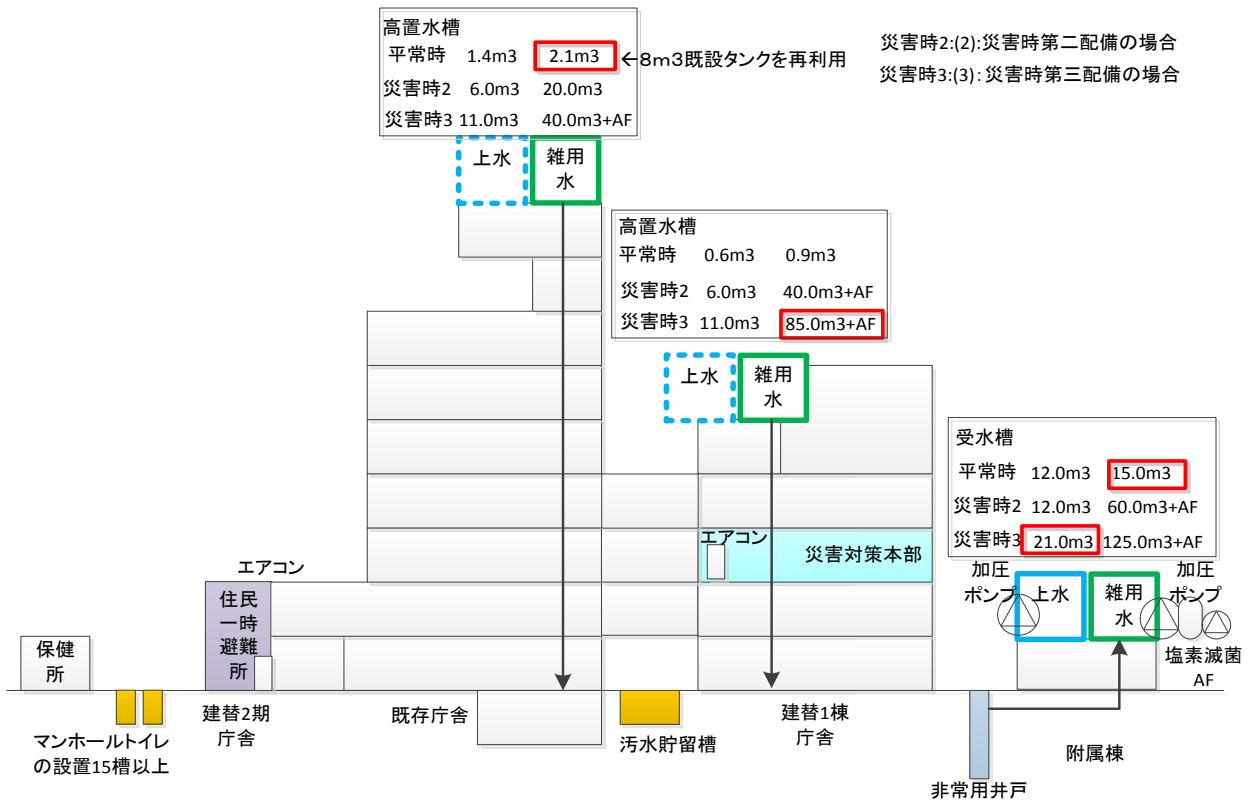 高置水槽
平常時 1.4m3 2.1m3 ←8m3既設タンクを再利用
災害時2 6.0m3 20.0m3
災害時3 11.0m3 40.0m3+AF
災害時2:(2):災害時第二配備の場合
災害時3:(3):災害時第三配備の場合
上水
雑用
水
高置水槽
平常時 0.6m3 0.9m3
災害時2 6.0m3 40.0m3+AF
災害時3 11.0m3 85.0m3+AF
上水
雑用
水
受水槽
平常時 12.0m3 15.0m3
災害時2 12.0m3 60.0m3+AF
災害時3 21.0m3 125.0m3+AF
エアコン
災害対策本部
加圧
ポンプ
上水
雑用
水
加圧
ポンプ
塩素滅菌
AF
エアコン
住民
一時
避難
所
保健
所
マンホールトイレ
の設置15槽以上
建替2期
庁舎
既存庁舎
汚水貯留槽
建替1棟
庁舎
非常用井戸
附属棟